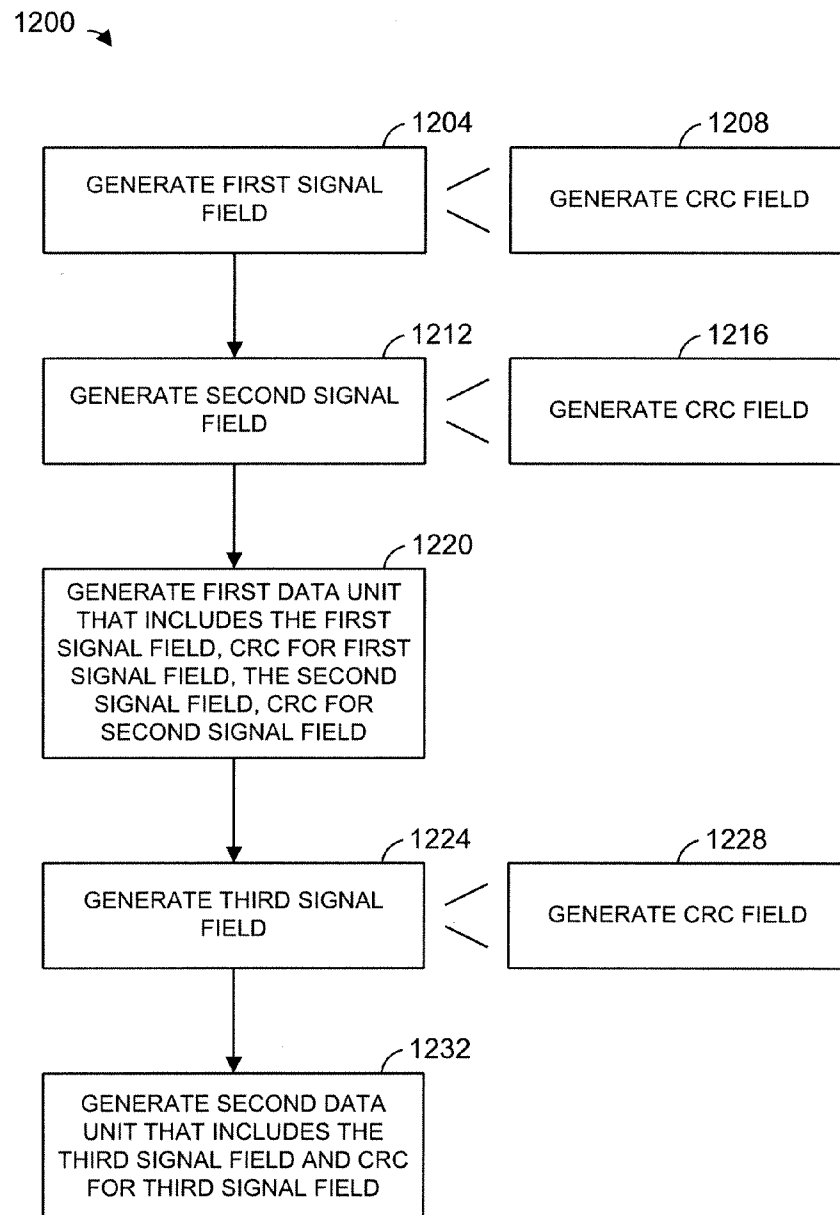 1200
1204
1208
GENERATE FIRST SIGNAL
FIELD
GENERATE CRC FIELD
1212
1216
GENERATE SECOND SIGNAL
FIELD
GENERATE CRC FIELD
1220
GENERATE FIRST DATA UNIT
THAT INCLUDES THE FIRST
SIGNAL FIELD, CRC FOR FIRST
SIGNAL FIELD, THE SECOND
SIGNAL FIELD, CRC FOR
SECOND SIGNAL FIELD
1224
1228
GENERATE THIRD SIGNAL
FIELD
GENERATE CRC FIELD
1232
GENERATE SECOND DATA
UNIT THAT INCLUDES THE
THIRD SIGNAL FIELD AND CRC
FOR THIRD SIGNAL FIELD